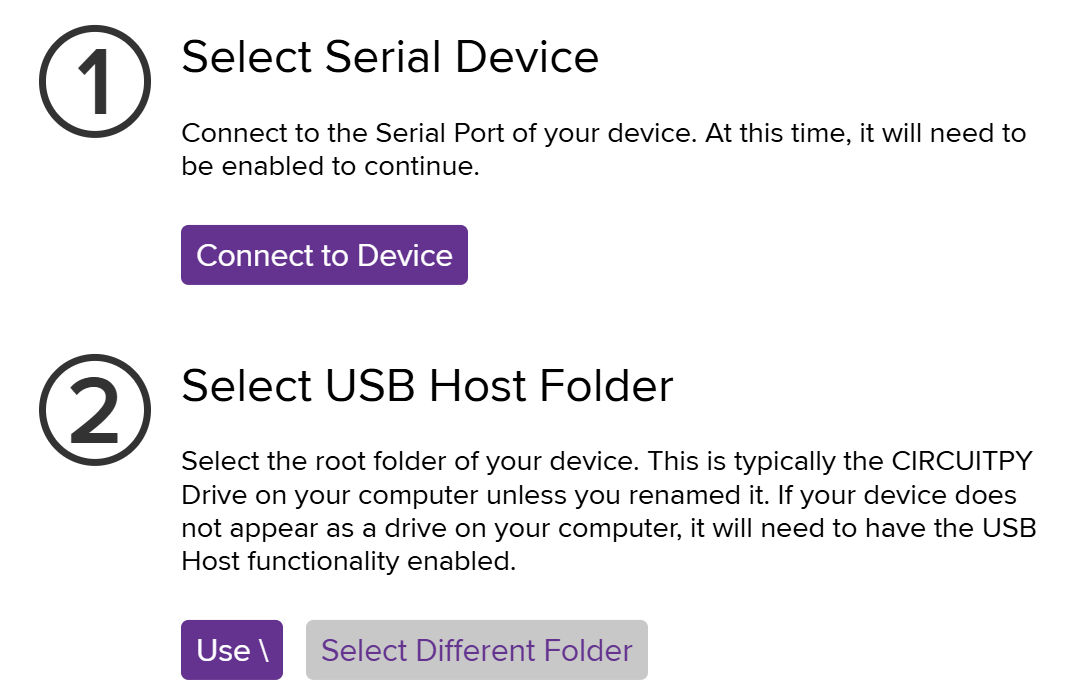 1
Select Serial Device
Connect to the Serial Port of your device. At this time, it will need to
be enabled to continue.
Connect to Device
2
Select USB Host Folder
Select the root folder of your device. This is typically the CIRCUITPY
Drive on your computer unless you renamed it. If your device does
not appear as a drive on your computer, it will need to have the USB
Host functionality enabled.
Use \
Select Different Folder